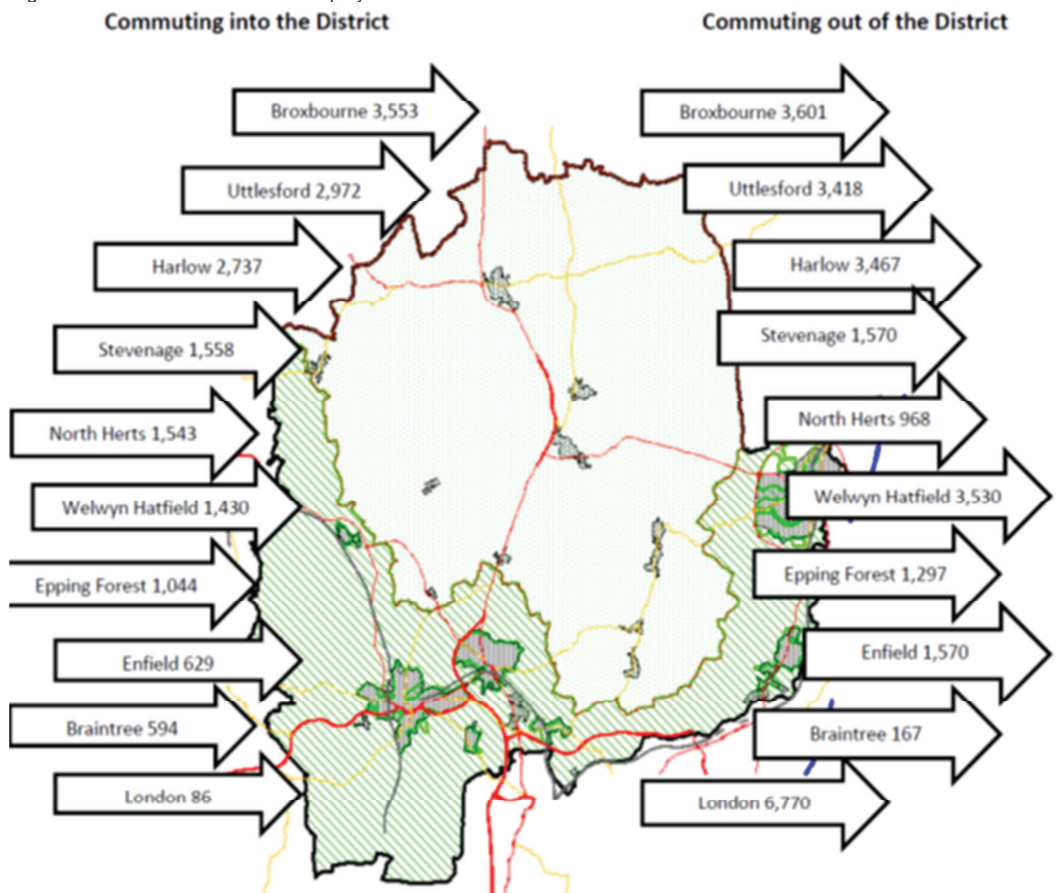 Commuting into the District
Commuting out of the District
Broxbourne 3,553
Uttlesford 2,972
Harlow 2,737
Stevenage 1,558
North Herts 1,543
Welwyn Hatfield 1,430
Epping Forest 1,044
Enfield 629
Braintree 594
London 86
Broxbourne 3,601
Uttlesford 3,418
Harlow 3,467
Stevenage 1,570
North Herts 968
Welwyn Hatfield 3,530
Epping Forest 1,297
Enfield 1,570
Braintree 167
London 6,770